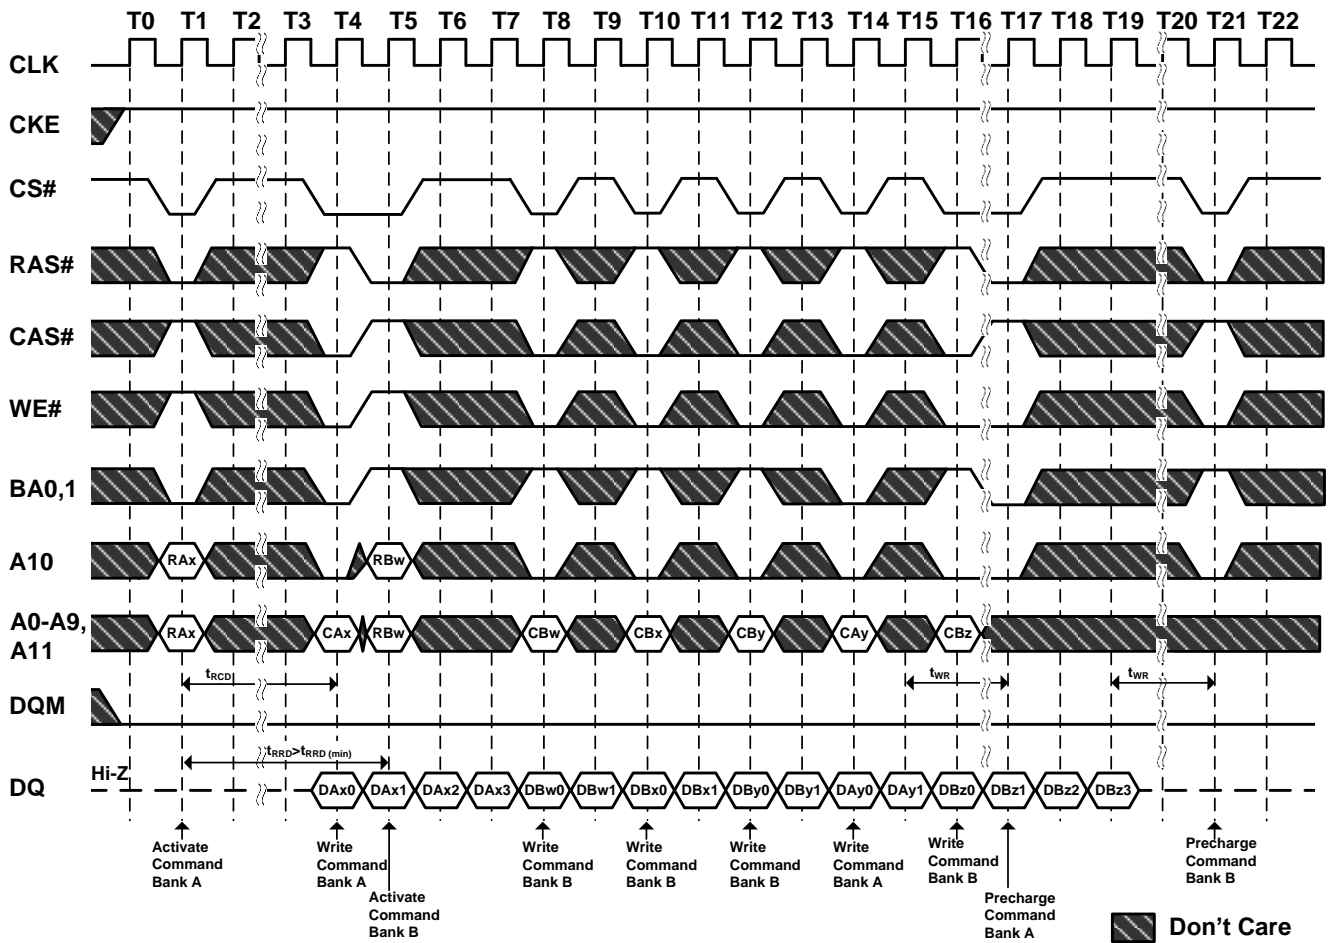 T0 T1 T2 T3 T4 T5 T6 T7 T8 T9 T10 T11 T12 T13 T14 T15 T16 T17 T18 T19 T20 T21 T22
CLK
CKE
CS#
RAS#
CAS#
WE#
BA0,1
A10
RAx RBw
A0-A9,
A11
RAx CAx RBw CBw CBx CBy CAy CBz
tRCD tWR tWR
DQM
tRRD>tRRD (min)
Hi-Z
DQ
DAx0 DAx1 DAx2 DAx3 DBw0 DBw1 DBx0 DBx1 DBy0 DBy1 DAy0 DAy1 DBz0 DBz1 DBz2 DBz3
Activate
Command
Bank A
Write
Command
Bank A
Activate
Command
Bank B
Write
Command
Bank B
Write
Command
Bank B
Write
Command
Bank B
Write
Command
Bank A
Write
Command
Bank B
Precharge
Command
Bank A
Precharge
Command
Bank B
Don't Care